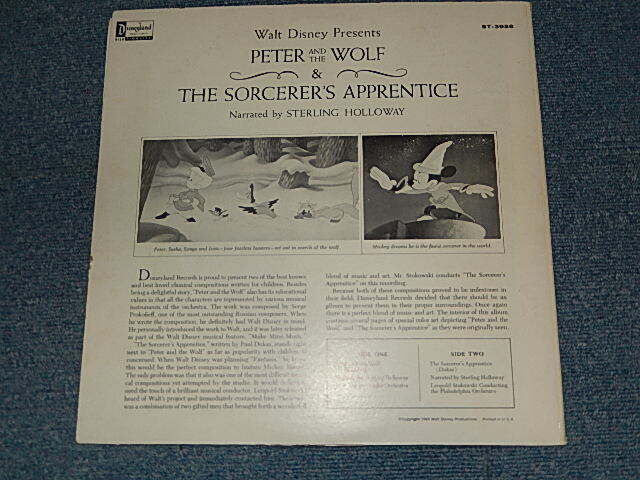 Disneyland
ST-3926
Walt Disney Presents
PETER AND THE WOLF
&
THE SORCERER'S APPRENTICE
Narrated by STERLING HOLLOWAY
Peter, Sasha, Sonya and Ivan—four fearless hunters—set out in search of the wolf.
Mickey dreams he is the finest sorcerer in the world.
Disneyland Records is proud to present two of the best known
and best loved classical compositions written for children. Besides
being a delightful story, "Peter and the Wolf" also has its educational
values in that all the characters are represented by various musical
instruments of the orchestra. The work was composed by Serge
Prokofieff, one of the most outstanding Russian composers. When
he wrote the composition, he definitely had Walt Disney in mind.
He personally introduced the work to Walt, and it was later released
as part of the Walt Disney musical feature, "Make Mine Music."
"The Sorcerer's Apprentice," written by Paul Dukas, stands right
next to "Peter and the Wolf" as far as popularity with children is
concerned. When Walt Disney was planning "Fantasia," he
this would be the perfect composition to feature Mickey
The only problem was that it also was one of the most difficult
cal compositions yet attempted by the studio. It would
need the touch of a brilliant musical conductor. Leopold
heard of Walt's project and immediately contacted him. The
was a combination of two gifted men that brought forth a wonderful
blend of music and art. Mr. Stokowski conducts "The Sorcerer's
Apprentice" on this recording.
Because both of these compositions proved to be milestones in
their field, Disneyland Records decided that there should be an
album to present them in their proper surroundings. Once again
there is a perfect blend of music and art. The interior of this album
contains several pages of special color art depicting "Peter and the
Wolf" and "The Sorcerer's Apprentice" as they were originally seen.
SIDE ONE
by Sterling Holloway
Orchestra
SIDE TWO
The Sorcerer's Apprentice
(Dukas)
Narrated by Sterling Holloway
Leopold Stokowski Conducting
the Philadelphia Orchestra
©Copyright Walt Disney Productions Printed in U.S.A.